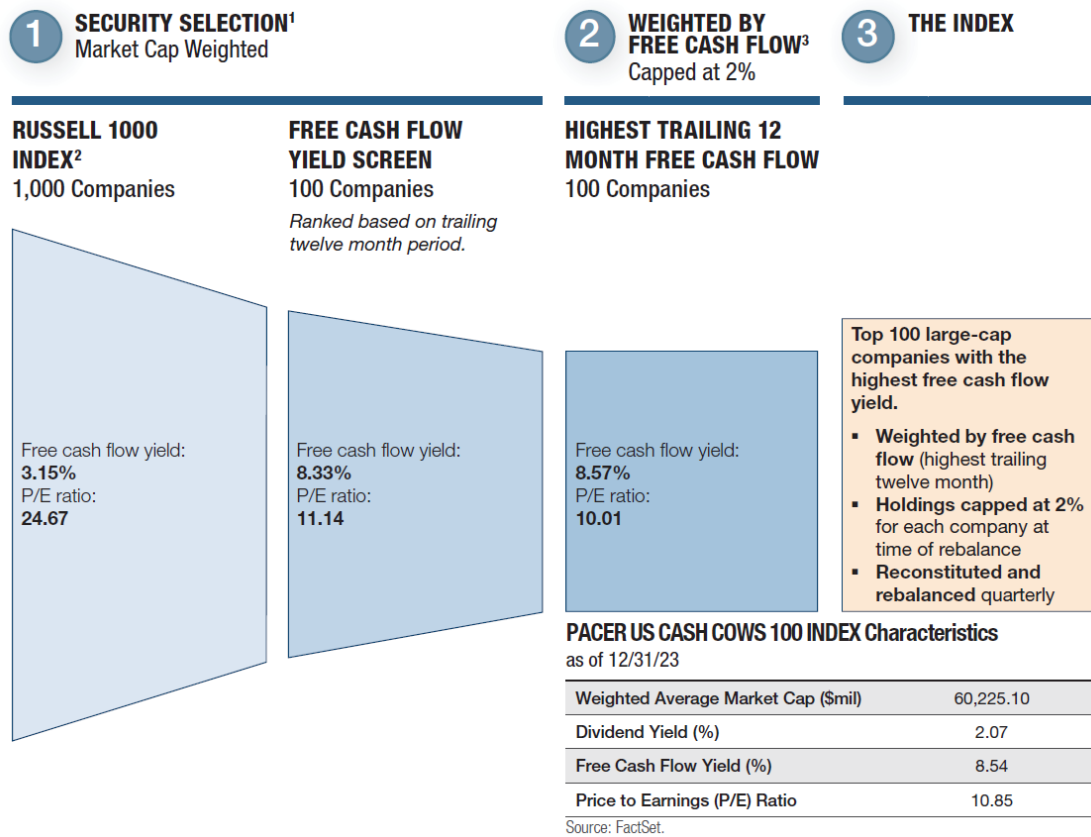 1
SECURITY SELECTION¹
Market Cap Weighted
2
WEIGHTED BY
FREE CASH FLOW³
Capped at 2%
3
THE INDEX
RUSSELL 1000
INDEX²
1,000 Companies
FREE CASH FLOW
YIELD SCREEN
100 Companies
Ranked based on trailing
twelve month period.
HIGHEST TRAILING 12
MONTH FREE CASH FLOW
100 Companies
Free cash flow yield:
3.15%
P/E ratio:
24.67
Free cash flow yield:
8.33%
P/E ratio:
11.14
Free cash flow yield:
8.57%
P/E ratio:
10.01
Top 100 large-cap
companies with the
highest free cash flow
yield.
▪ Weighted by free cash
flow (highest trailing
twelve month)
▪ Holdings capped at 2%
for each company at
time of rebalance
▪ Reconstituted and
rebalanced quarterly
PACER US CASH COWS 100 INDEX Characteristics
as of 12/31/23
Weighted Average Market Cap ($mil) 60,225.10
Dividend Yield (%) 2.07
Free Cash Flow Yield (%) 8.54
Price to Earnings (P/E) Ratio 10.85
Source: FactSet.